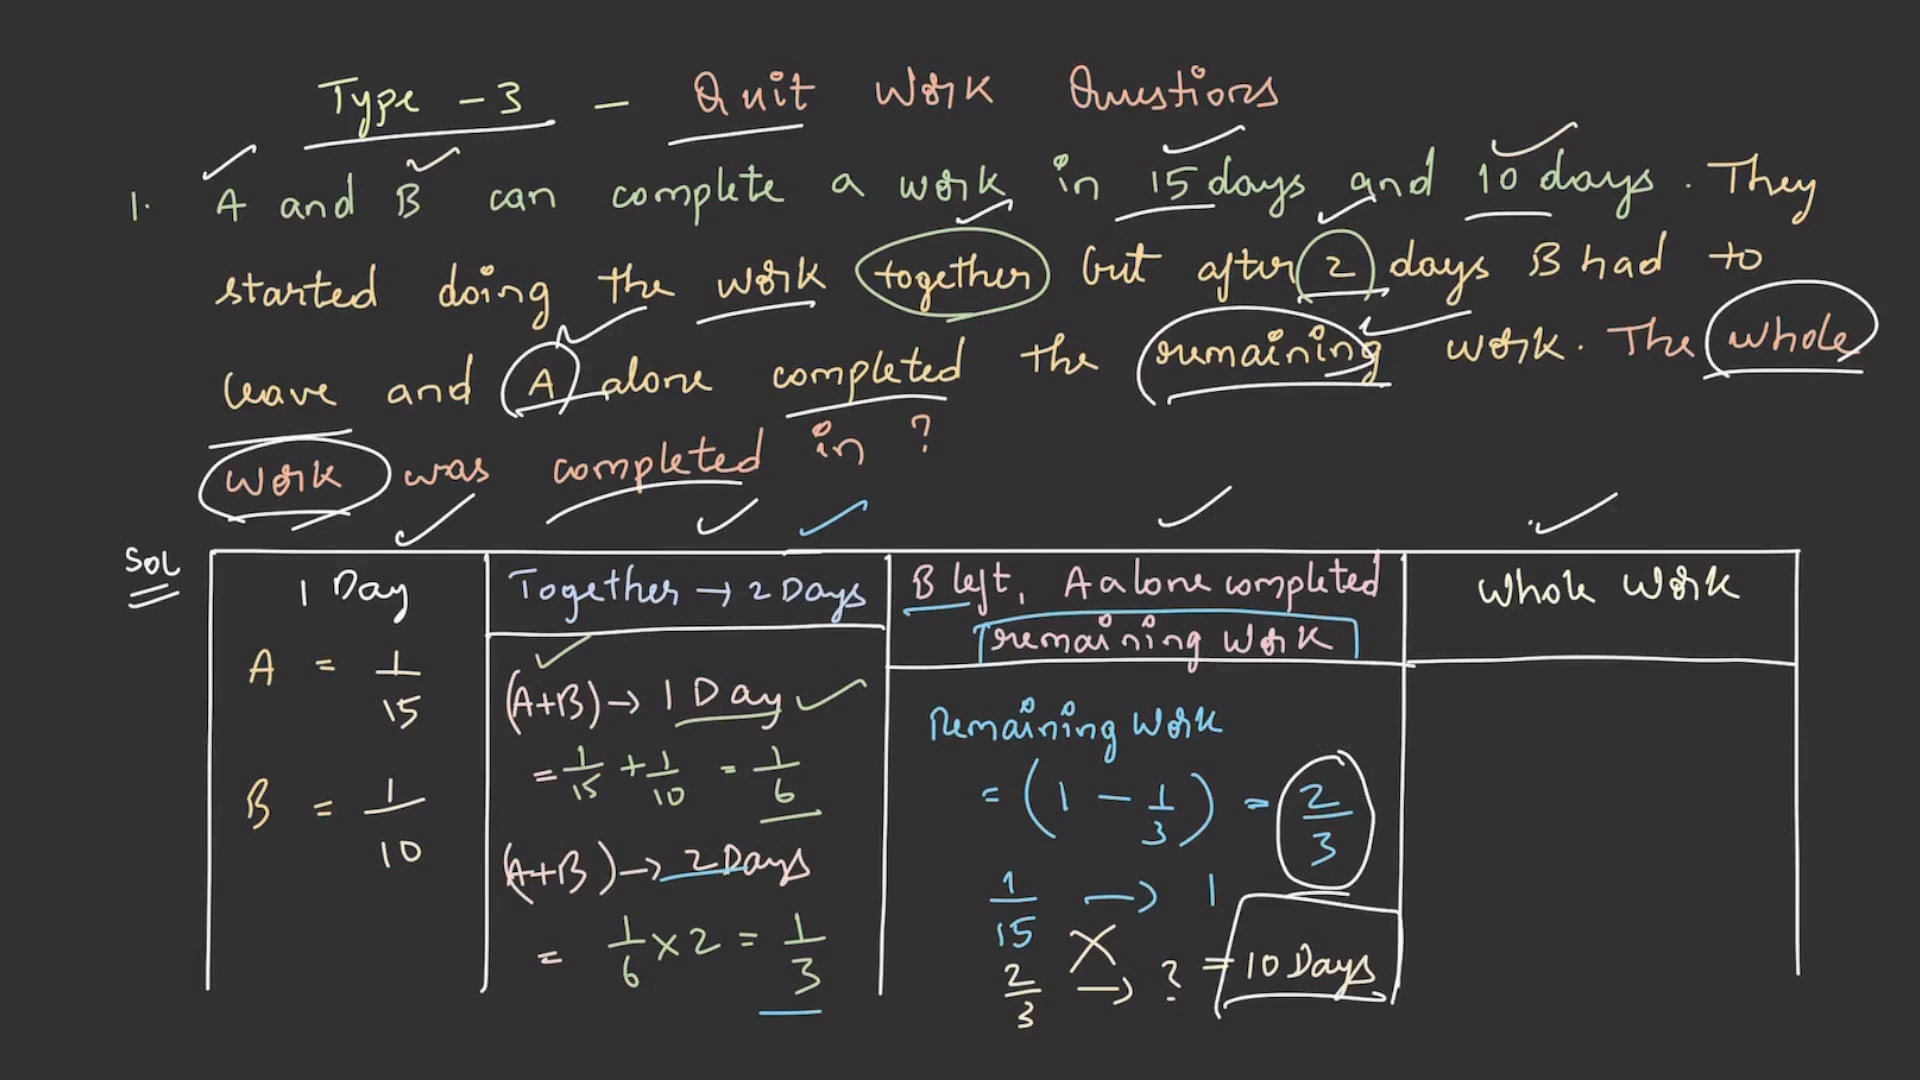 Type - 3 - Quit Work Questions
1. A and B can complete a work in 15 days and 10 days. They
started doing the work together but after 2 days B had to
leave and A alone completed the remaining work. The whole
work was completed in ?
Sol
1 Day
A = 1/15
B = 1/10
Together → 2 Days
(A+B) → 1 Day
= 1/15 + 1/10 = 1/6
(A+B) → 2 Days
= 1/6 × 2 = 1/3
B left, A alone completed
remaining work
Remaining Work
= (1 - 1/3) = 2/3
1/15 → 1
2/3 → ? = 10 Days
Whole Work